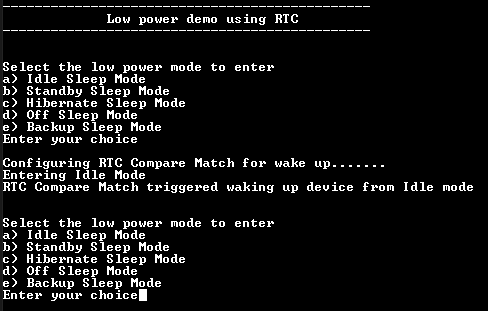 Low power demo using RTC
Select the low power mode to enter
a) Idle Sleep Mode
b) Standby Sleep Mode
c) Hibernate Sleep Mode
d) Off Sleep Mode
e) Backup Sleep Mode
Enter your choice
Configuring RTC Compare Match for wake up.......
Entering Idle Mode
RTC Compare Match triggered waking up device from Idle mode
Select the low power mode to enter
a) Idle Sleep Mode
b) Standby Sleep Mode
c) Hibernate Sleep Mode
d) Off Sleep Mode
e) Backup Sleep Mode
Enter your choice